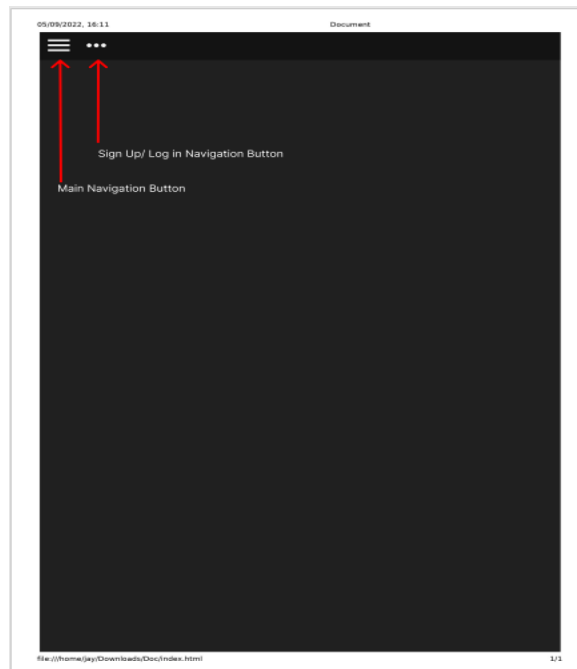 05/09/2022, 16:11 Document
Sign Up/ Log in Navigation Button
Main Navigation Button
file:///home/jay/Downloads/Doc/index.html 1/1